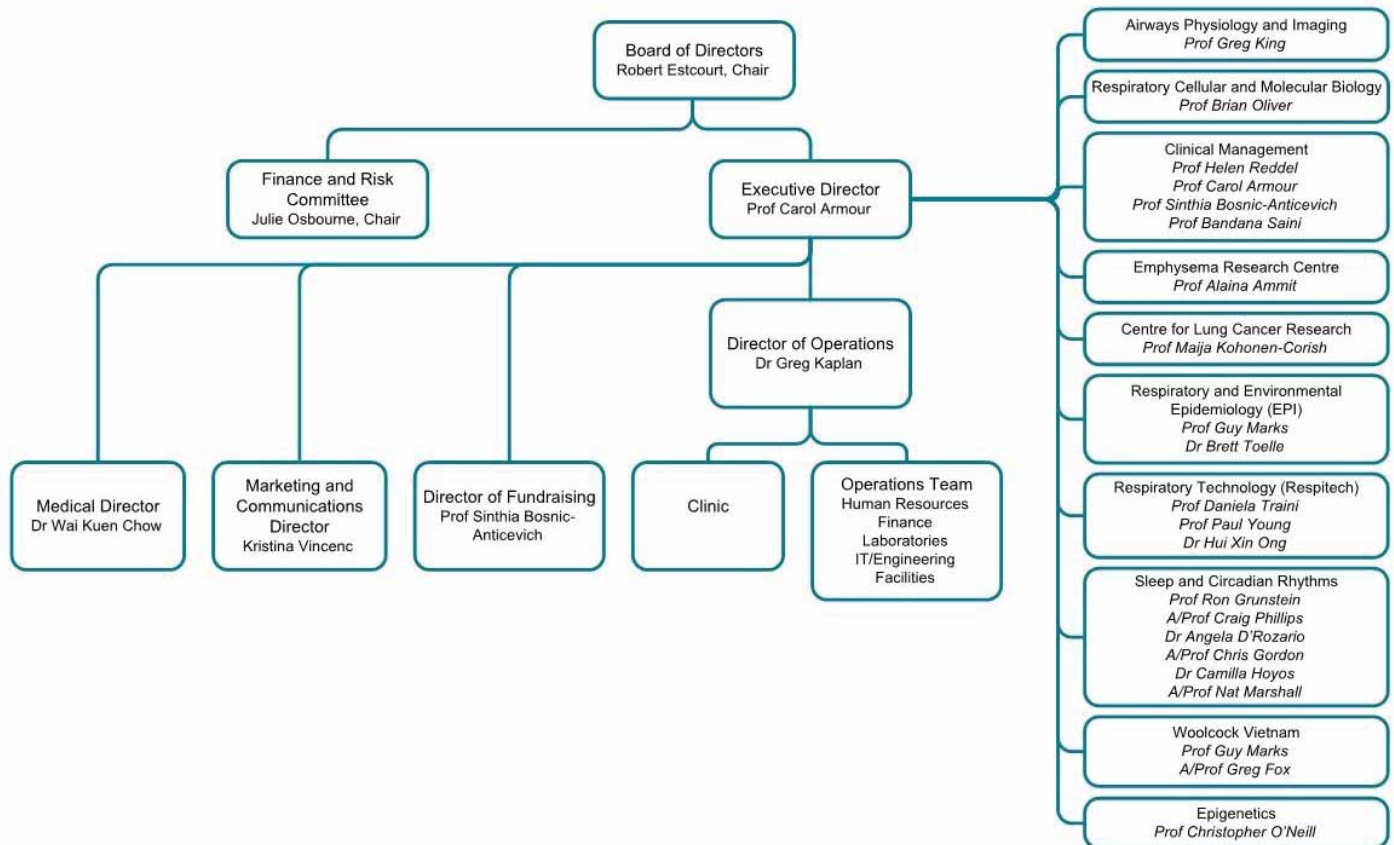 Board of Directors
Robert Estcourt, Chair
Finance and Risk
Committee
Julie Osbourne, Chair
Executive Director
Prof Carol Armour
Director of Operations
Dr Greg Kaplan
Medical Director
Dr Wai Kuen Chow
Marketing and
Communications
Director
Kristina Vincenc
Director of Fundraising
Prof Sinthia Bosnic-
Anticevich
Clinic
Operations Team
Human Resources
Finance
Laboratories
IT/Engineering
Facilities
Airways Physiology and Imaging
Prof Greg King
Respiratory Cellular and Molecular Biology
Prof Brian Oliver
Clinical Management
Prof Helen Reddel
Prof Carol Armour
Prof Sinthia Bosnic-Anticevich
Prof Bandana Saini
Emphysema Research Centre
Prof Alaina Ammit
Centre for Lung Cancer Research
Prof Maija Kohonen-Corish
Respiratory and Environmental
Epidemiology (EPI)
Prof Guy Marks
Dr Brett Toelle
Respiratory Technology (Respitech)
Prof Daniela Traini
Prof Paul Young
Dr Hui Xin Ong
Sleep and Circadian Rhythms
Prof Ron Grunstein
A/Prof Craig Phillips
Dr Angela D'Rozario
A/Prof Chris Gordon
Dr Camilla Hoyos
A/Prof Nat Marshall
Woolcock Vietnam
Prof Guy Marks
A/Prof Greg Fox
Epigenetics
Prof Christopher O'Neill